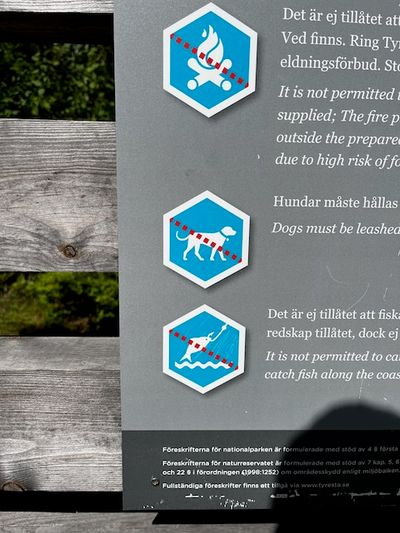 Det är ej tillåtet att
Ved finns. Ring Tyr
eldningsförbud. Sto
It is not permitted t
supplied; The fire p
outside the prepare
due to high risk of fo
Hundar måste hållas
Dogs must be leashed
Det är ej tillåtet att fiska
redskap tillåtet, dock ej
It is not permitted to ca
catch fish along the coas
Föreskrifterna för nationalparken är formulerade med stöd av 4 § första
Föreskrifterna för naturreservatet är formulerade med stöd av 7 kap. 5, 6
och 22 § i förordningen (1998:1252) om områdesskydd enligt miljöbalken.
Fullständiga föreskrifter finns att tillgå via www.tyresta.se